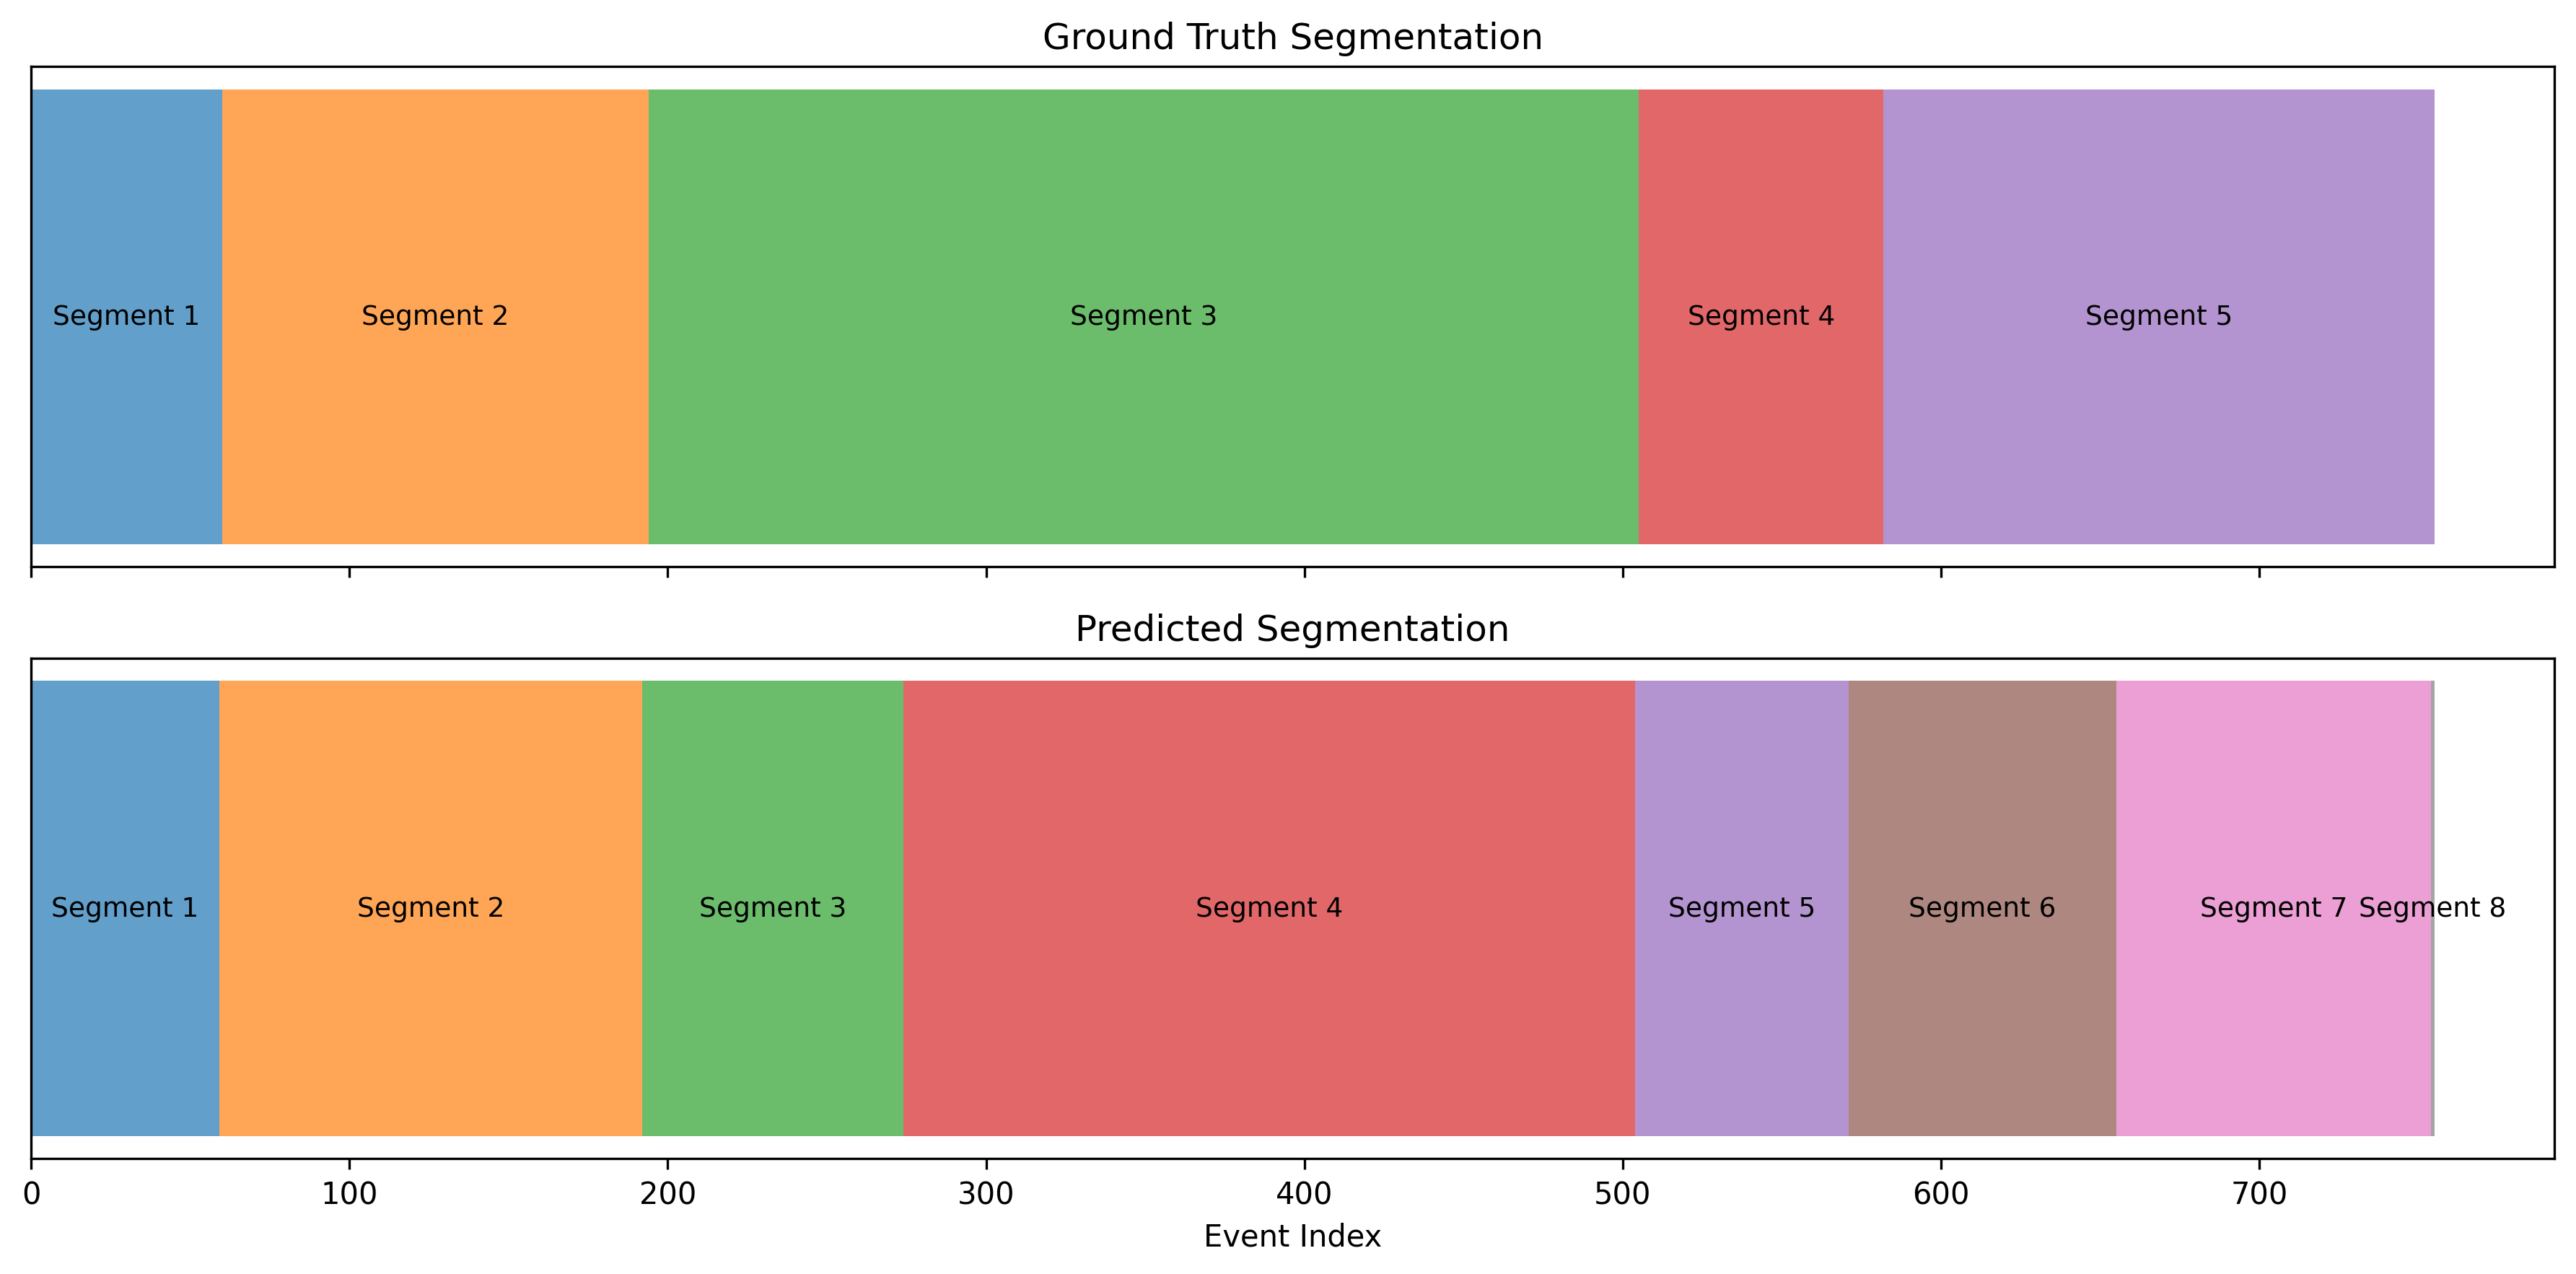 Ground Truth Segmentation
Segment 1 Segment 2 Segment 3 Segment 4 Segment 5
Predicted Segmentation
Segment 1 Segment 2 Segment 3 Segment 4 Segment 5 Segment 6 Segment 7 Segment 8
0 100 200 300 400 500 600 700
Event Index